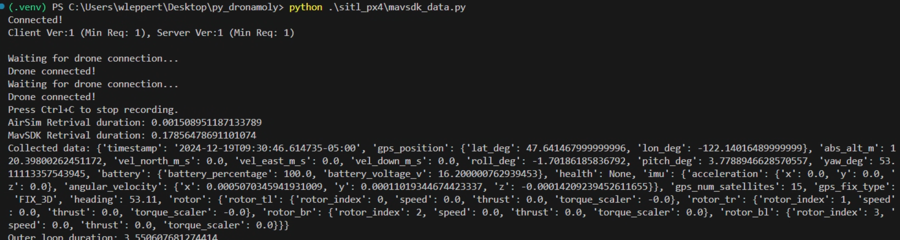 (.venv) PS C:\Users\wleppert\Desktop\py_dronamoly> python .\sitl_px4\mavsdk_data.py
Connected!
Client Ver:1 (Min Req: 1), Server Ver:1 (Min Req: 1)
Waiting for drone connection...
Drone connected!
Waiting for drone connection...
Drone connected!
Press Ctrl+C to stop recording.
AirSim Retrival duration: 0.001508951187133789
MavSDK Retrival duration: 0.17856478691101074
Collected data: {'timestamp': '2024-12-19T09:30:46.614735-05:00', 'gps_position': {'lat_deg': 47.641467999999996, 'lon_deg': -122.14016489999999}, 'abs_alt_m': 1
20.39800262451172, 'vel_north_m_s': 0.0, 'vel_east_m_s': 0.0, 'vel_down_m_s': 0.0, 'roll_deg': -1.70186185836792, 'pitch_deg': 3.7788946628570557, 'yaw_deg': 53.
11113357543945, 'battery': {'battery_percentage': 100.0, 'battery_voltage_v': 16.200000762939453}, 'health': None, 'imu': {'acceleration': {'x': 0.0, 'y': 0.0, '
z': 0.0}, 'angular_velocity': {'x': 0.0005070345941931009, 'y': 0.00011019344674423337, 'z': -0.00014209239452611655}}, 'gps_num_satellites': 15, 'gps_fix_type':
'FIX_3D', 'heading': 53.11, 'rotor': {'rotor_tl': {'rotor_index': 0, 'speed': 0.0, 'thrust': 0.0, 'torque_scaler': -0.0}, 'rotor_tr': {'rotor_index': 1, 'speed'
: 0.0, 'thrust': 0.0, 'torque_scaler': -0.0}, 'rotor_br': {'rotor_index': 2, 'speed': 0.0, 'thrust': 0.0, 'torque_scaler': 0.0}, 'rotor_bl': {'rotor_index': 3, '
speed': 0.0, 'thrust': 0.0, 'torque_scaler': 0.0}}}
Outer loop duration: 3.550607681274414